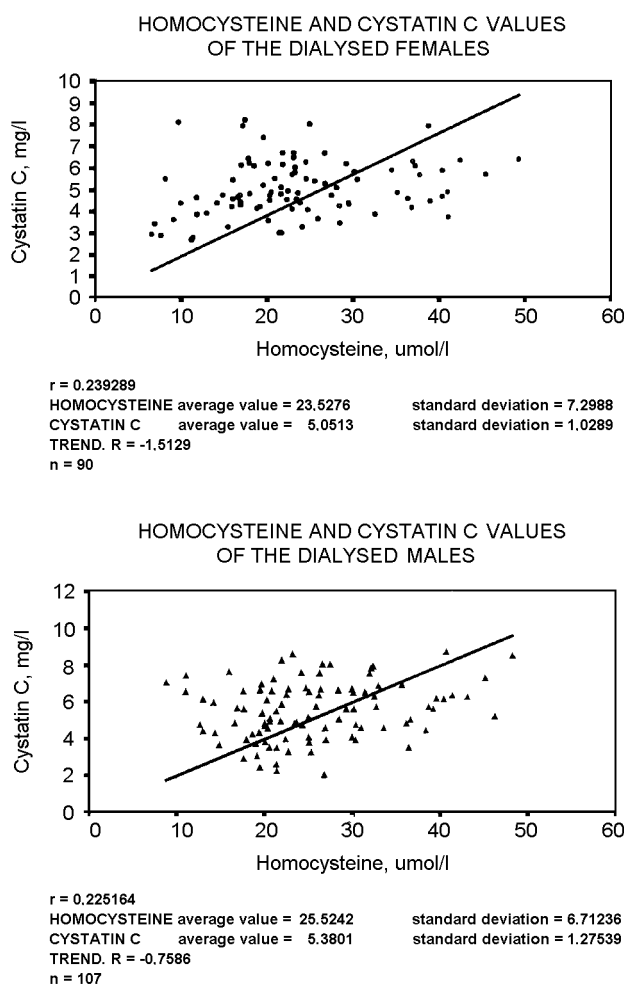 HOMOCYSTEINE AND CYSTATIN C VALUES
OF THE DIALYSED FEMALES
10
9
8
7
6
5
4
3
2
1
0
Cystatin C, mg/l
0 10 20 30 40 50 60
Homocysteine, umol/l
r = 0.239289
HOMOCYSTEINE average value = 23.5276 standard deviation = 7.2988
CYSTATIN C average value = 5.0513 standard deviation = 1.0289
TREND. R = -1.5129
n = 90
HOMOCYSTEINE AND CYSTATIN C VALUES
OF THE DIALYSED MALES
12
10
8
6
4
2
0
Cystatin C, mg/l
0 10 20 30 40 50 60
Homocysteine, umol/l
r = 0.225164
HOMOCYSTEINE average value = 25.5242 standard deviation = 6.71236
CYSTATIN C average value = 5.3801 standard deviation = 1.27539
TREND. R = -0.7586
n = 107